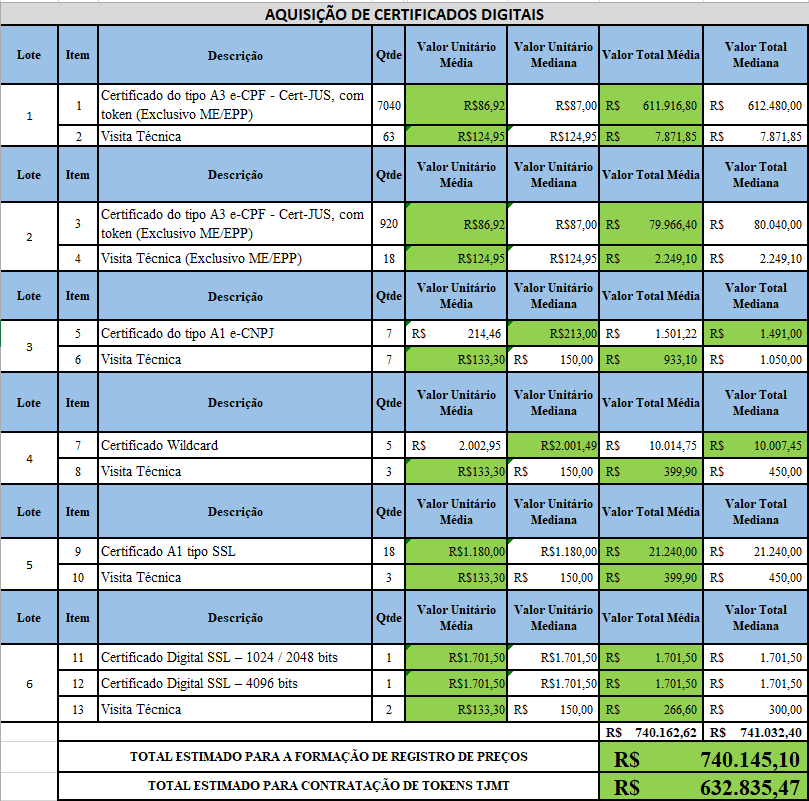 AQUISIÇÃO DE CERTIFICADOS DIGITAIS
Lote Item Descrição Qtde Valor Unitário Média Valor Unitário Mediana Valor Total Média Valor Total Mediana
1 1 Certificado do tipo A3 e-CPF - Cert-JUS, com token (Exclusivo ME/EPP) 7040 R$86,92 R$87,00 R$ 611.916,80 R$ 612.480,00
2 Visita Técnica 63 R$124,95 R$124,95 R$ 7.871,85 R$ 7.871,85
Lote Item Descrição Qtde Valor Unitário Média Valor Unitário Mediana Valor Total Média Valor Total Mediana
2 3 Certificado do tipo A3 e-CPF - Cert-JUS, com token (Exclusivo ME/EPP) 920 R$86,92 R$87,00 R$ 79.966,40 R$ 80.040,00
4 Visita Técnica (Exclusivo ME/EPP) 18 R$124,95 R$124,95 R$ 2.249,10 R$ 2.249,10
Lote Item Descrição Qtde Valor Unitário Média Valor Unitário Mediana Valor Total Média Valor Total Mediana
3 5 Certificado do tipo A1 e-CNPJ 7 R$ 214,46 R$213,00 R$ 1.501,22 R$ 1.491,00
6 Visita Técnica 7 R$133,30 R$ 150,00 R$ 933,10 R$ 1.050,00
Lote Item Descrição Qtde Valor Unitário Média Valor Unitário Mediana Valor Total Média Valor Total Mediana
4 7 Certificado Wildcard 5 R$ 2.002,95 R$2.001,49 R$ 10.014,75 R$ 10.007,45
8 Visita Técnica 3 R$133,30 R$ 150,00 R$ 399,90 R$ 450,00
Lote Item Descrição Qtde Valor Unitário Média Valor Unitário Mediana Valor Total Média Valor Total Mediana
5 9 Certificado A1 tipo SSL 18 R$1.180,00 R$1.180,00 R$ 21.240,00 R$ 21.240,00
10 Visita Técnica 3 R$133,30 R$ 150,00 R$ 399,90 R$ 450,00
Lote Item Descrição Qtde Valor Unitário Média Valor Unitário Mediana Valor Total Média Valor Total Mediana
6 11 Certificado Digital SSL – 1024 / 2048 bits 1 R$1.701,50 R$1.701,50 R$ 1.701,50 R$ 1.701,50
12 Certificado Digital SSL – 4096 bits 1 R$1.701,50 R$1.701,50 R$ 1.701,50 R$ 1.701,50
13 Visita Técnica 2 R$133,30 R$ 150,00 R$ 266,60 R$ 300,00
R$ 740.162,62 R$ 741.032,40
TOTAL ESTIMADO PARA A FORMAÇÃO DE REGISTRO DE PREÇOS R$ 740.145,10
TOTAL ESTIMADO PARA CONTRATAÇÃO DE TOKENS TJMT R$ 632.835,47